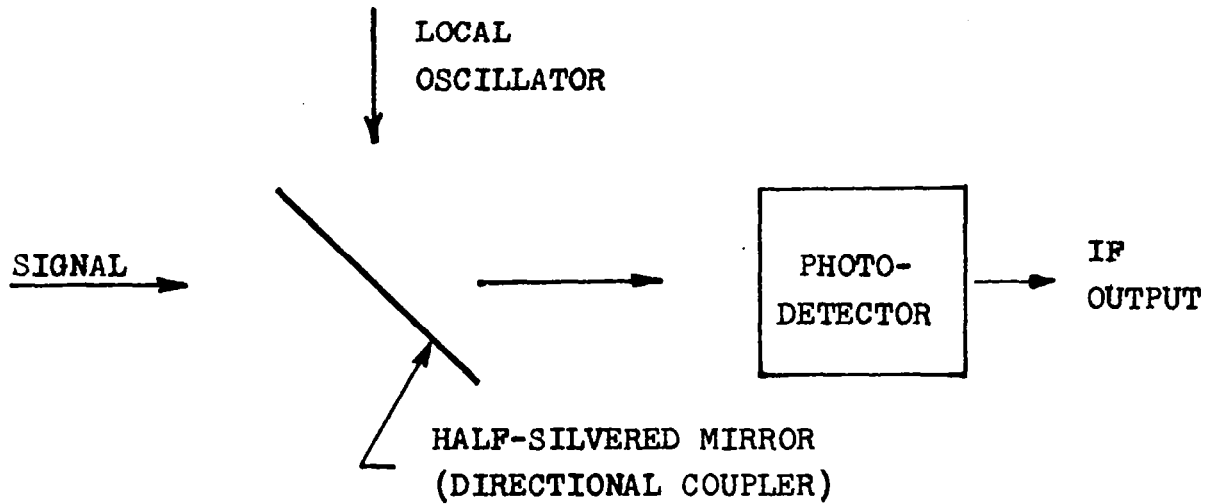 LOCAL
OSCILLATOR
SIGNAL
PHOTO-
DETECTOR
IF
OUTPUT
HALF-SILVERED MIRROR
(DIRECTIONAL COUPLER)